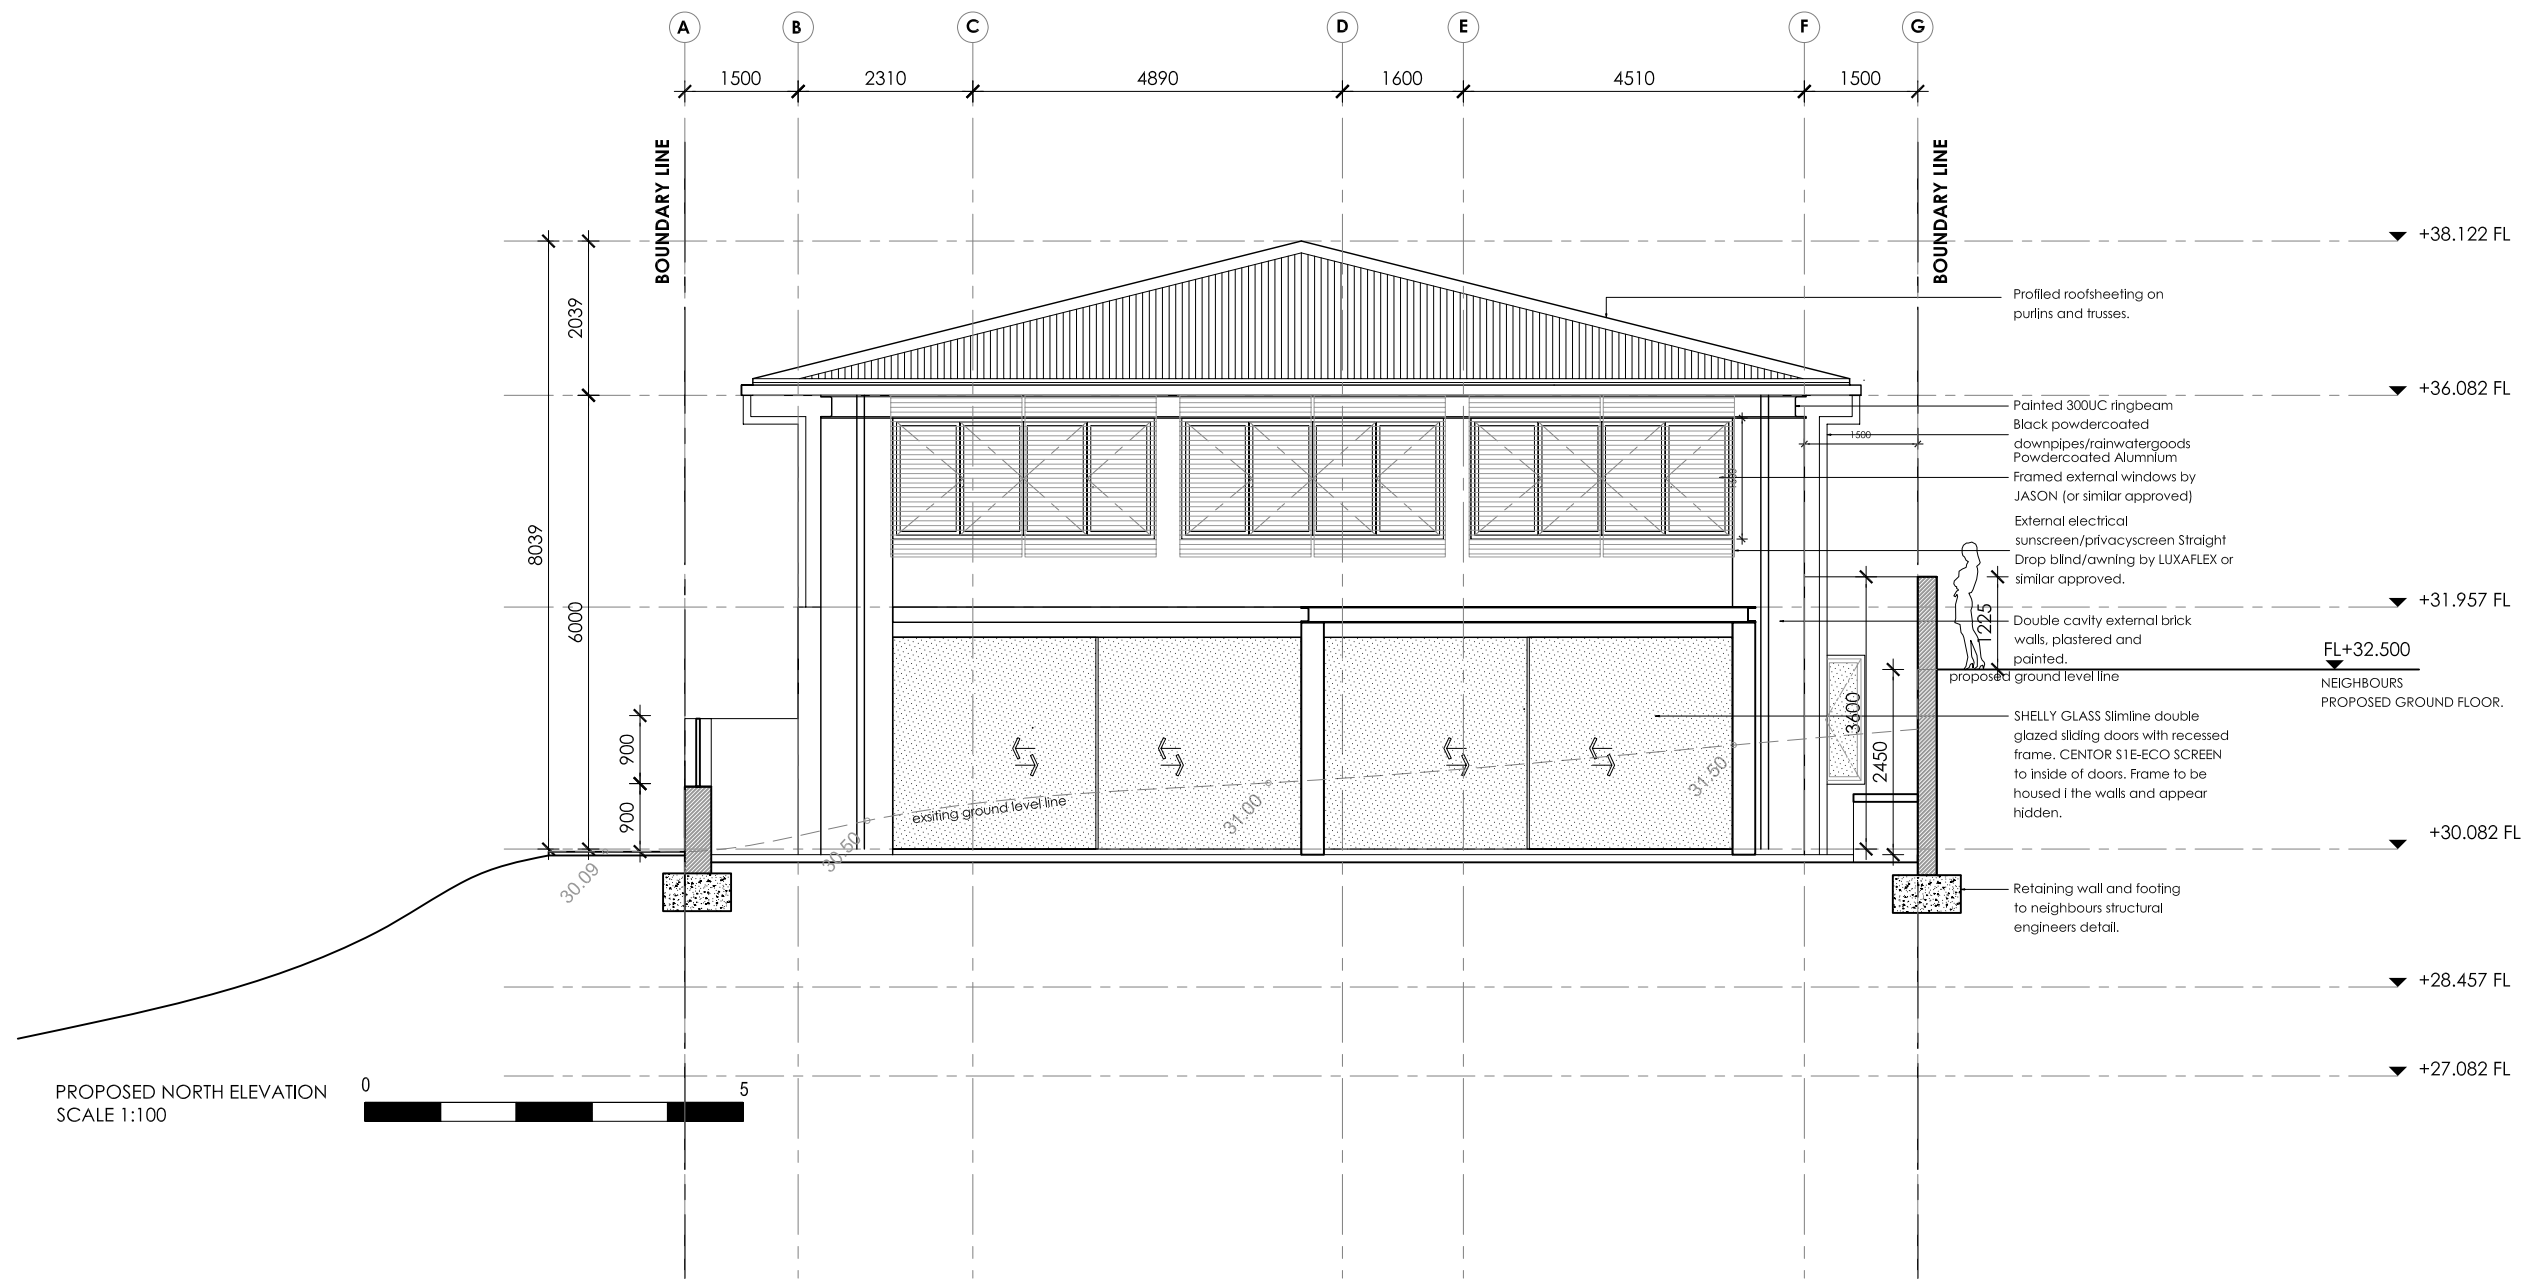 A B C D E F G
1500 2310 4890 1600 4510 1500
BOUNDARY LINE
BOUNDARY LINE
+38.122 FL
Profiled roofsheeting on
purlins and trusses.
2039
+36.082 FL
Painted 300UC ringbeam
Black powdercoated
downpipes/rainwatergoods
1500
Powdercoated Alumnium
Framed external windows by
JASON (or similar approved)
External electrical
sunscreen/privacyscreen Straight
Drop blind/awning by LUXAFLEX or
similar approved.
8039
6000
+31.957 FL
1225
Double cavity external brick
walls, plastered and
painted.
FL+32.500
proposed ground level line
NEIGHBOURS
PROPOSED GROUND FLOOR.
3600
2450
SHELLY GLASS Slimline double
glazed sliding doors with recessed
frame. CENTOR S1E-ECO SCREEN
to inside of doors. Frame to be
housed i the walls and appear
hidden.
900
900
exsiting ground level line
30.09
30.50
31.00
31.50
+30.082 FL
Retaining wall and footing
to neighbours structural
engineers detail.
+28.457 FL
+27.082 FL
PROPOSED NORTH ELEVATION
SCALE 1:100
0 5